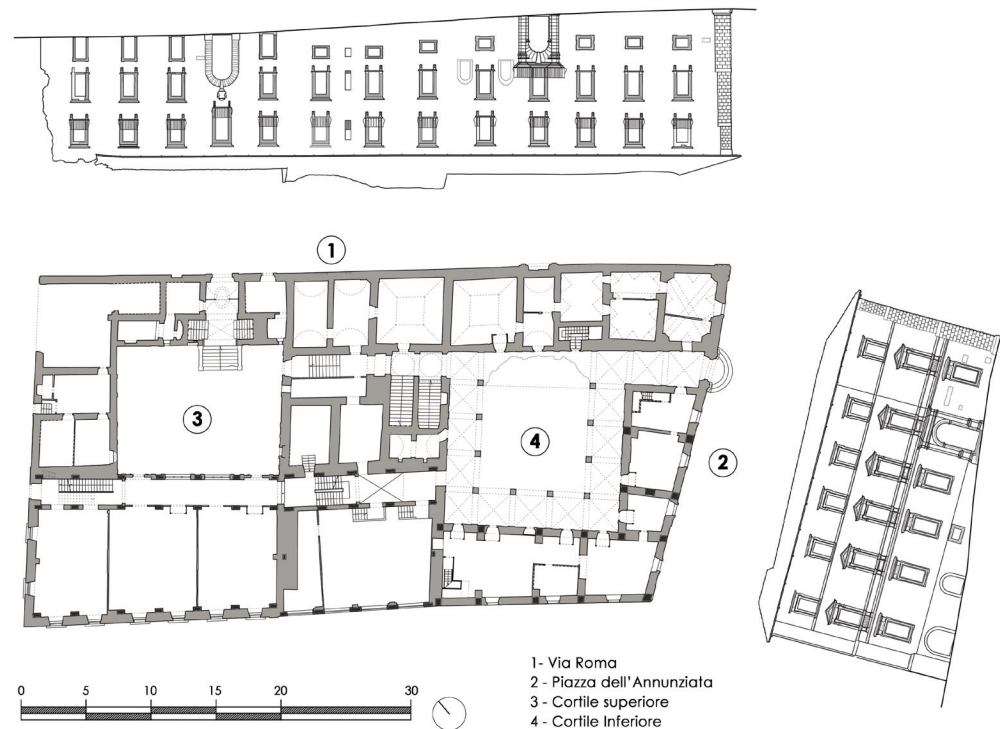 1
3
4
2
1- Via Roma
2 - Piazza dell'Annunziata
3 - Cortile superiore
4 - Cortile Inferiore
0 5 10 15 20 30